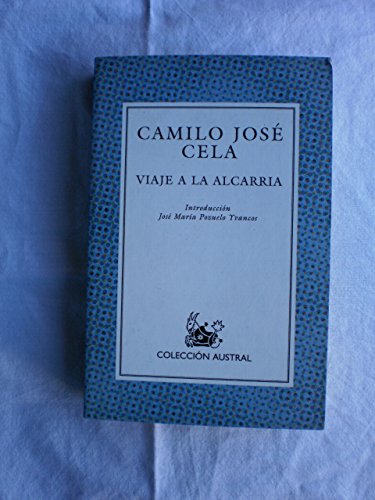 CAMILO JOSÉ
CELA
VIAJE A LA ALCARRIA
Introducción
José María Pozuelo Yvancos
COLECCIÓN AUSTRAL